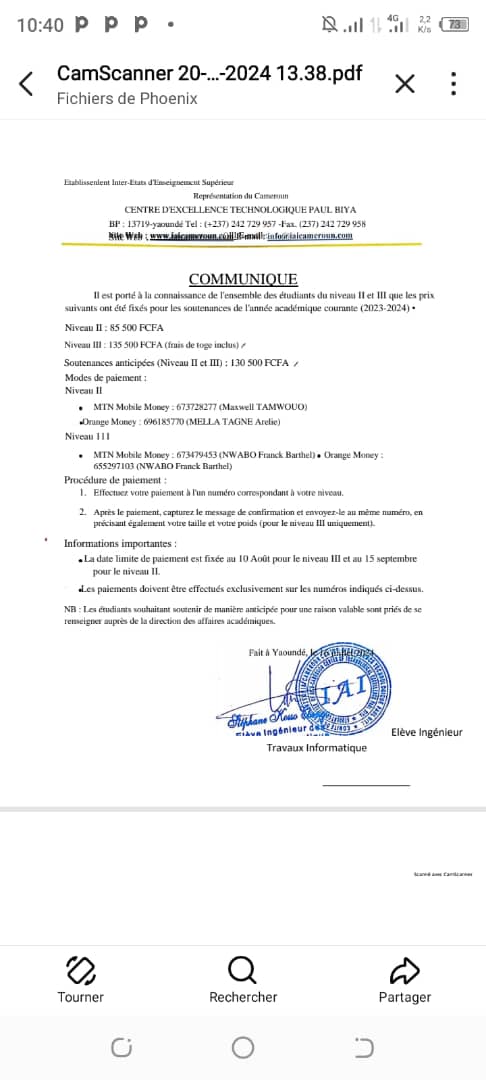 10:40
4G
2,2
K/s
73
CamScanner 20-...-2024 13.38.pdf
Fichiers de Phoenix
Etablissenlent Inter-Etats d'Enseignement Supérieur
Représentation du Cameroun
CENTRE D'EXCELLENCE TECHNOLOGIQUE PAUL BIYA
BP : 13719-yaoundé Tel : (+237) 242 729 957 -Fax. (237) 242 729 958
Site Web : www.iaicameroun.com E-mail : info@iaicameroun.com
COMMUNIQUE
Il est porté à la connaissance de l'ensemble des étudiants du niveau II et III que les prix
suivants ont été fixés pour les soutenances de l'année académique courante (2023-2024) •
Niveau II : 85 500 FCFA
Niveau III : 135 500 FCFA (frais de toge inclus) /
Soutenances anticipées (Niveau II et III) : 130 500 FCFA /
Modes de paiement :
Niveau II
• MTN Mobile Money : 673728277 (Maxwell TAMWOUO)
•Orange Money : 696185770 (MELLA TAGNE Arelie)
Niveau 111
• MTN Mobile Money : 673479453 (NWABO Franck Barthel) • Orange Money :
655297103 (NWABO Franck Barthel)
Procédure de paiement :
1. Effectuez votre paiement à l'un numéro correspondant à votre niveau.
2. Après le paiement, capturez le message de confirmation et envoyez-le au même numéro, en
précisant également votre taille et votre poids (pour le niveau III uniquement).
Informations importantes :
•La date limite de paiement est fixée au 10 Août pour le niveau III et au 15 septembre
pour le niveau II.
•Les paiements doivent être effectués exclusivement sur les numéros indiqués ci-dessus.
NB : Les étudiants souhaitant soutenir de manière anticipée pour une raison valable sont priés de se
renseigner auprès de la direction des affaires académiques.
Fait à Yaoundé, le
IAI
Stéphane
Elève Ingénieur des
Elève Ingénieur
Travaux Informatique
Scanné avec CamScanner
Tourner
Rechercher
Partager